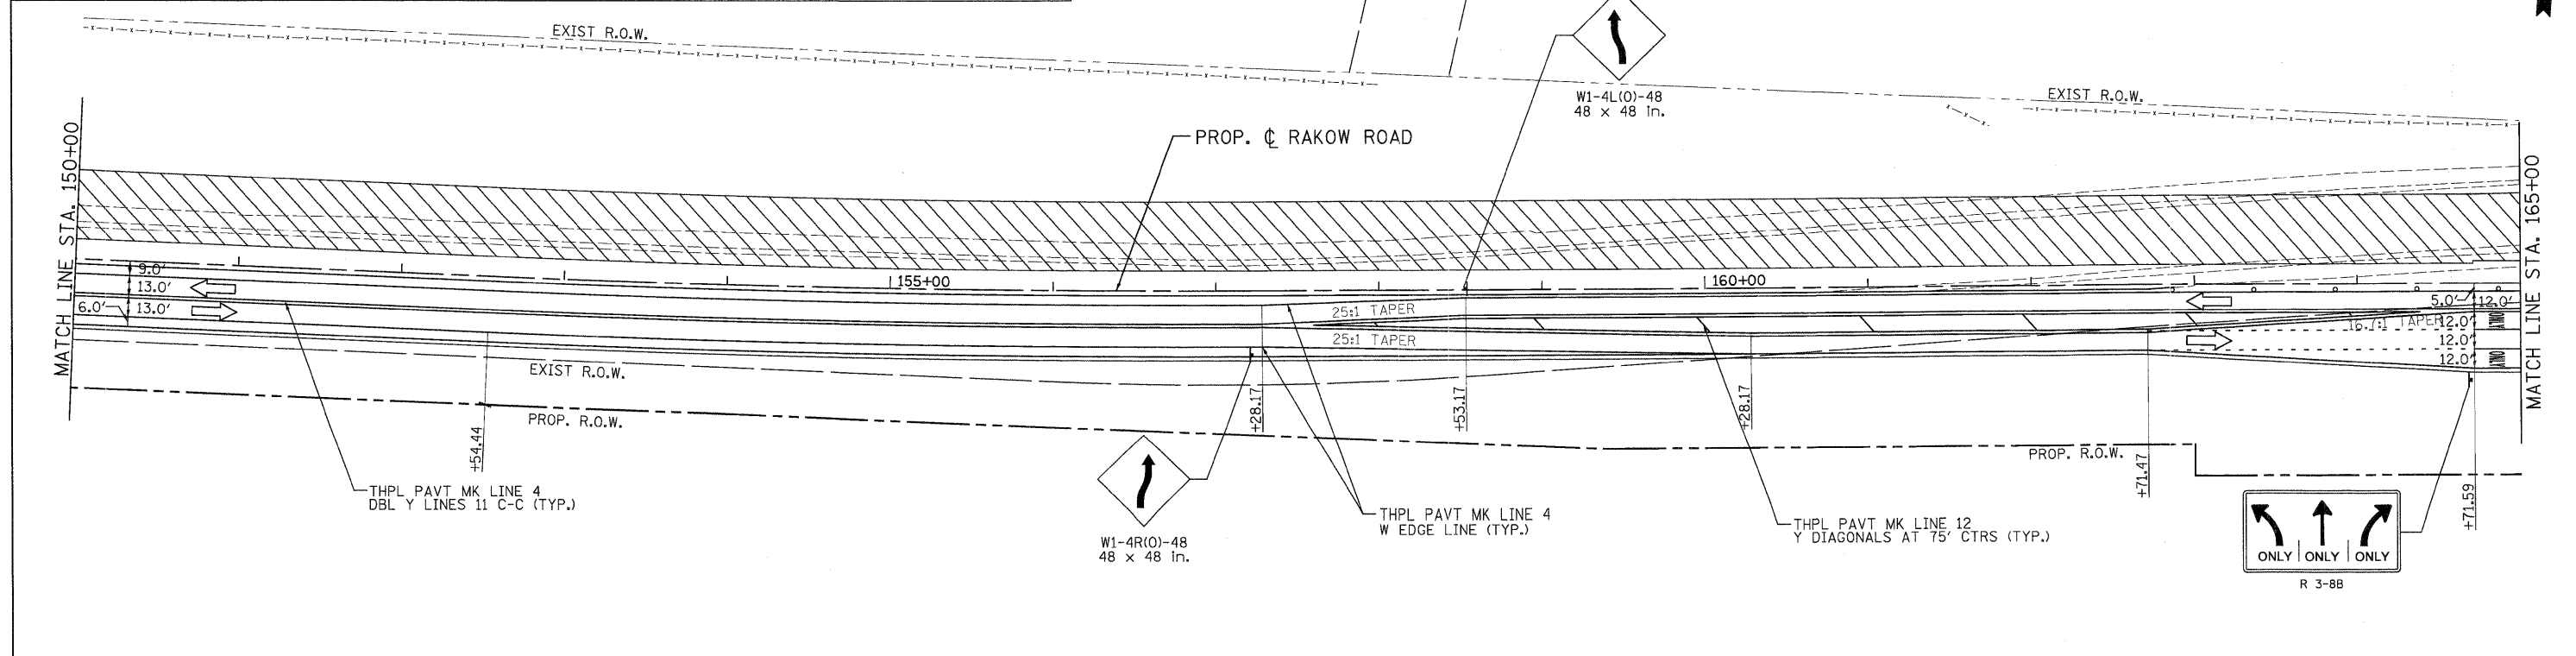 EXIST R.O.W.
W1-4L(O)-48
48 x 48 in.
EXIST R.O.W.
PROP. ℄ RAKOW ROAD
MATCH LINE STA. 150+00
MATCH LINE STA. 165+00
9.0'
13.0'
6.0' 13.0'
155+00
160+00
25:1 TAPER
25:1 TAPER
5.0' 12.0'
16.7:1 TAPER 12.0'
12.0'
12.0'
ONLY
ONLY
EXIST R.O.W.
PROP. R.O.W.
+54.44
+28.17
+53.17
+28.17
+71.47
+71.59
PROP. R.O.W.
THPL PAVT MK LINE 4
DBL Y LINES 11 C-C (TYP.)
W1-4R(O)-48
48 x 48 in.
THPL PAVT MK LINE 4
W EDGE LINE (TYP.)
THPL PAVT MK LINE 12
Y DIAGONALS AT 75' CTRS (TYP.)
ONLY ONLY ONLY
R 3-8B